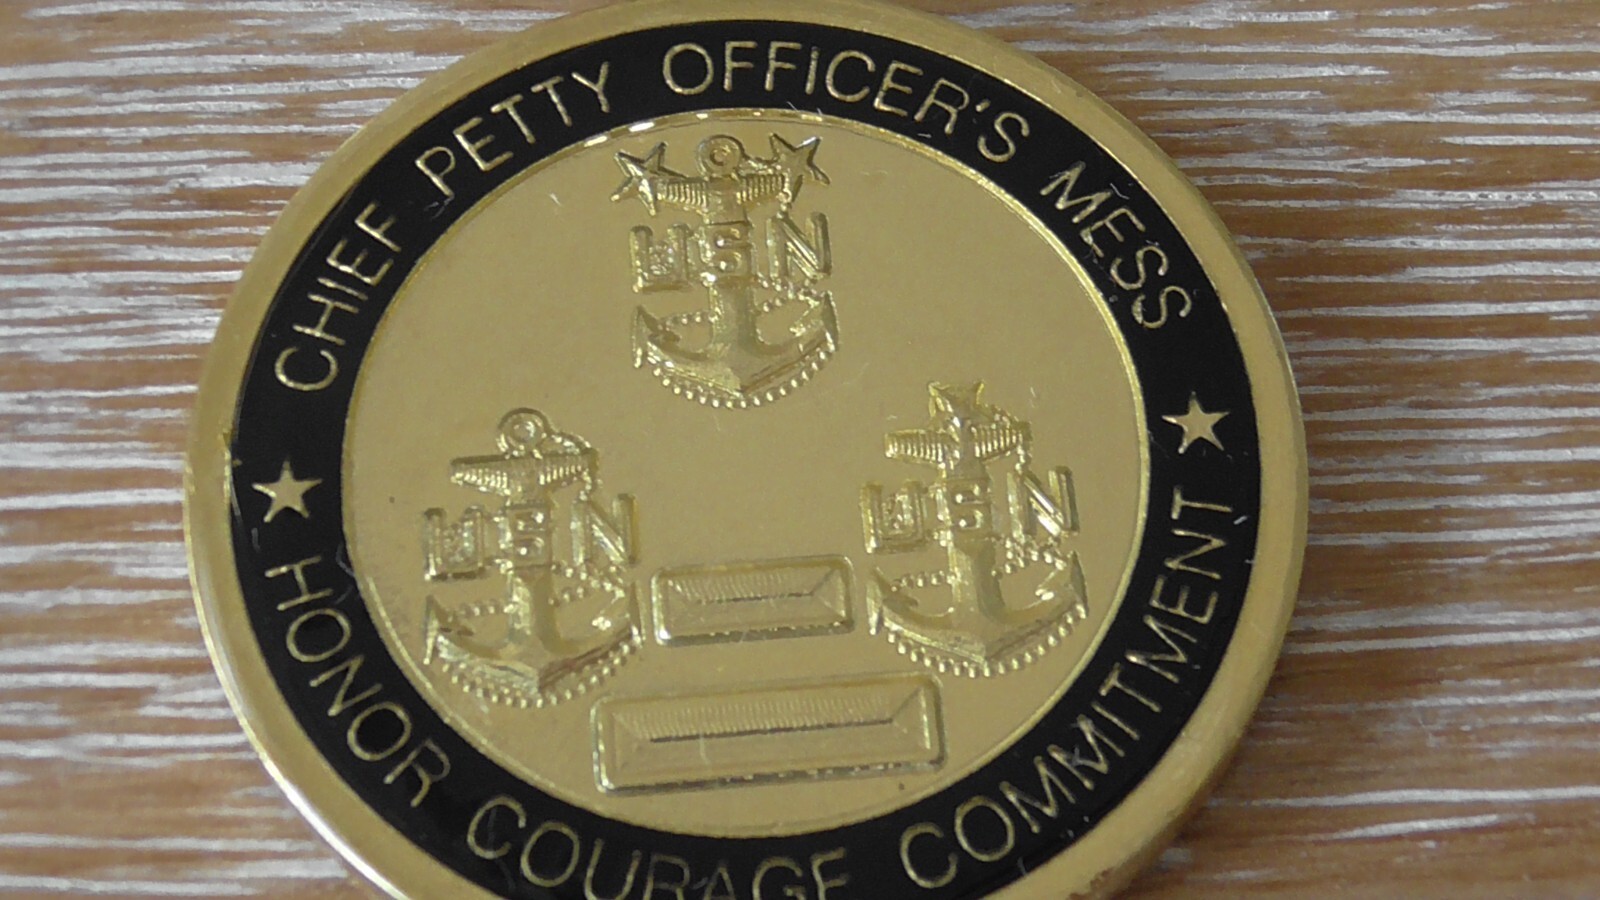 CHIEF PETTY OFFICER'S MESS
USN
USN
USN
HONOR COURAGE COMMITMENT